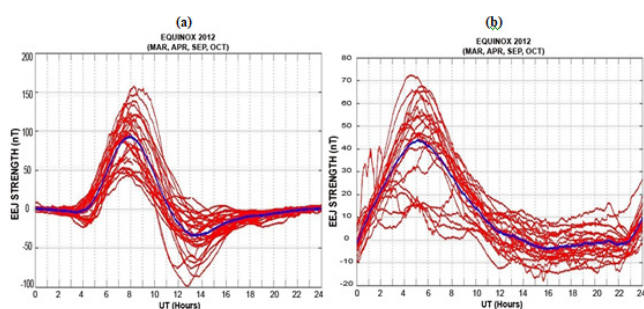 (a)
EQUINOX 2012
(MAR, APR, SEP, OCT)
EEJ STRENGTH (nT)
200
150
100
50
0
-50
-100
0 2 4 6 8 10 12 14 16 18 20 22 24
UT (Hours)
(b)
EQUINOX 2012
(MAR, APR, SEP, OCT)
EEJ STRENGTH (nT)
80
70
60
50
40
30
20
10
0
-10
-20
0 2 4 6 8 10 12 14 16 18 20 22 24
UT (Hours)